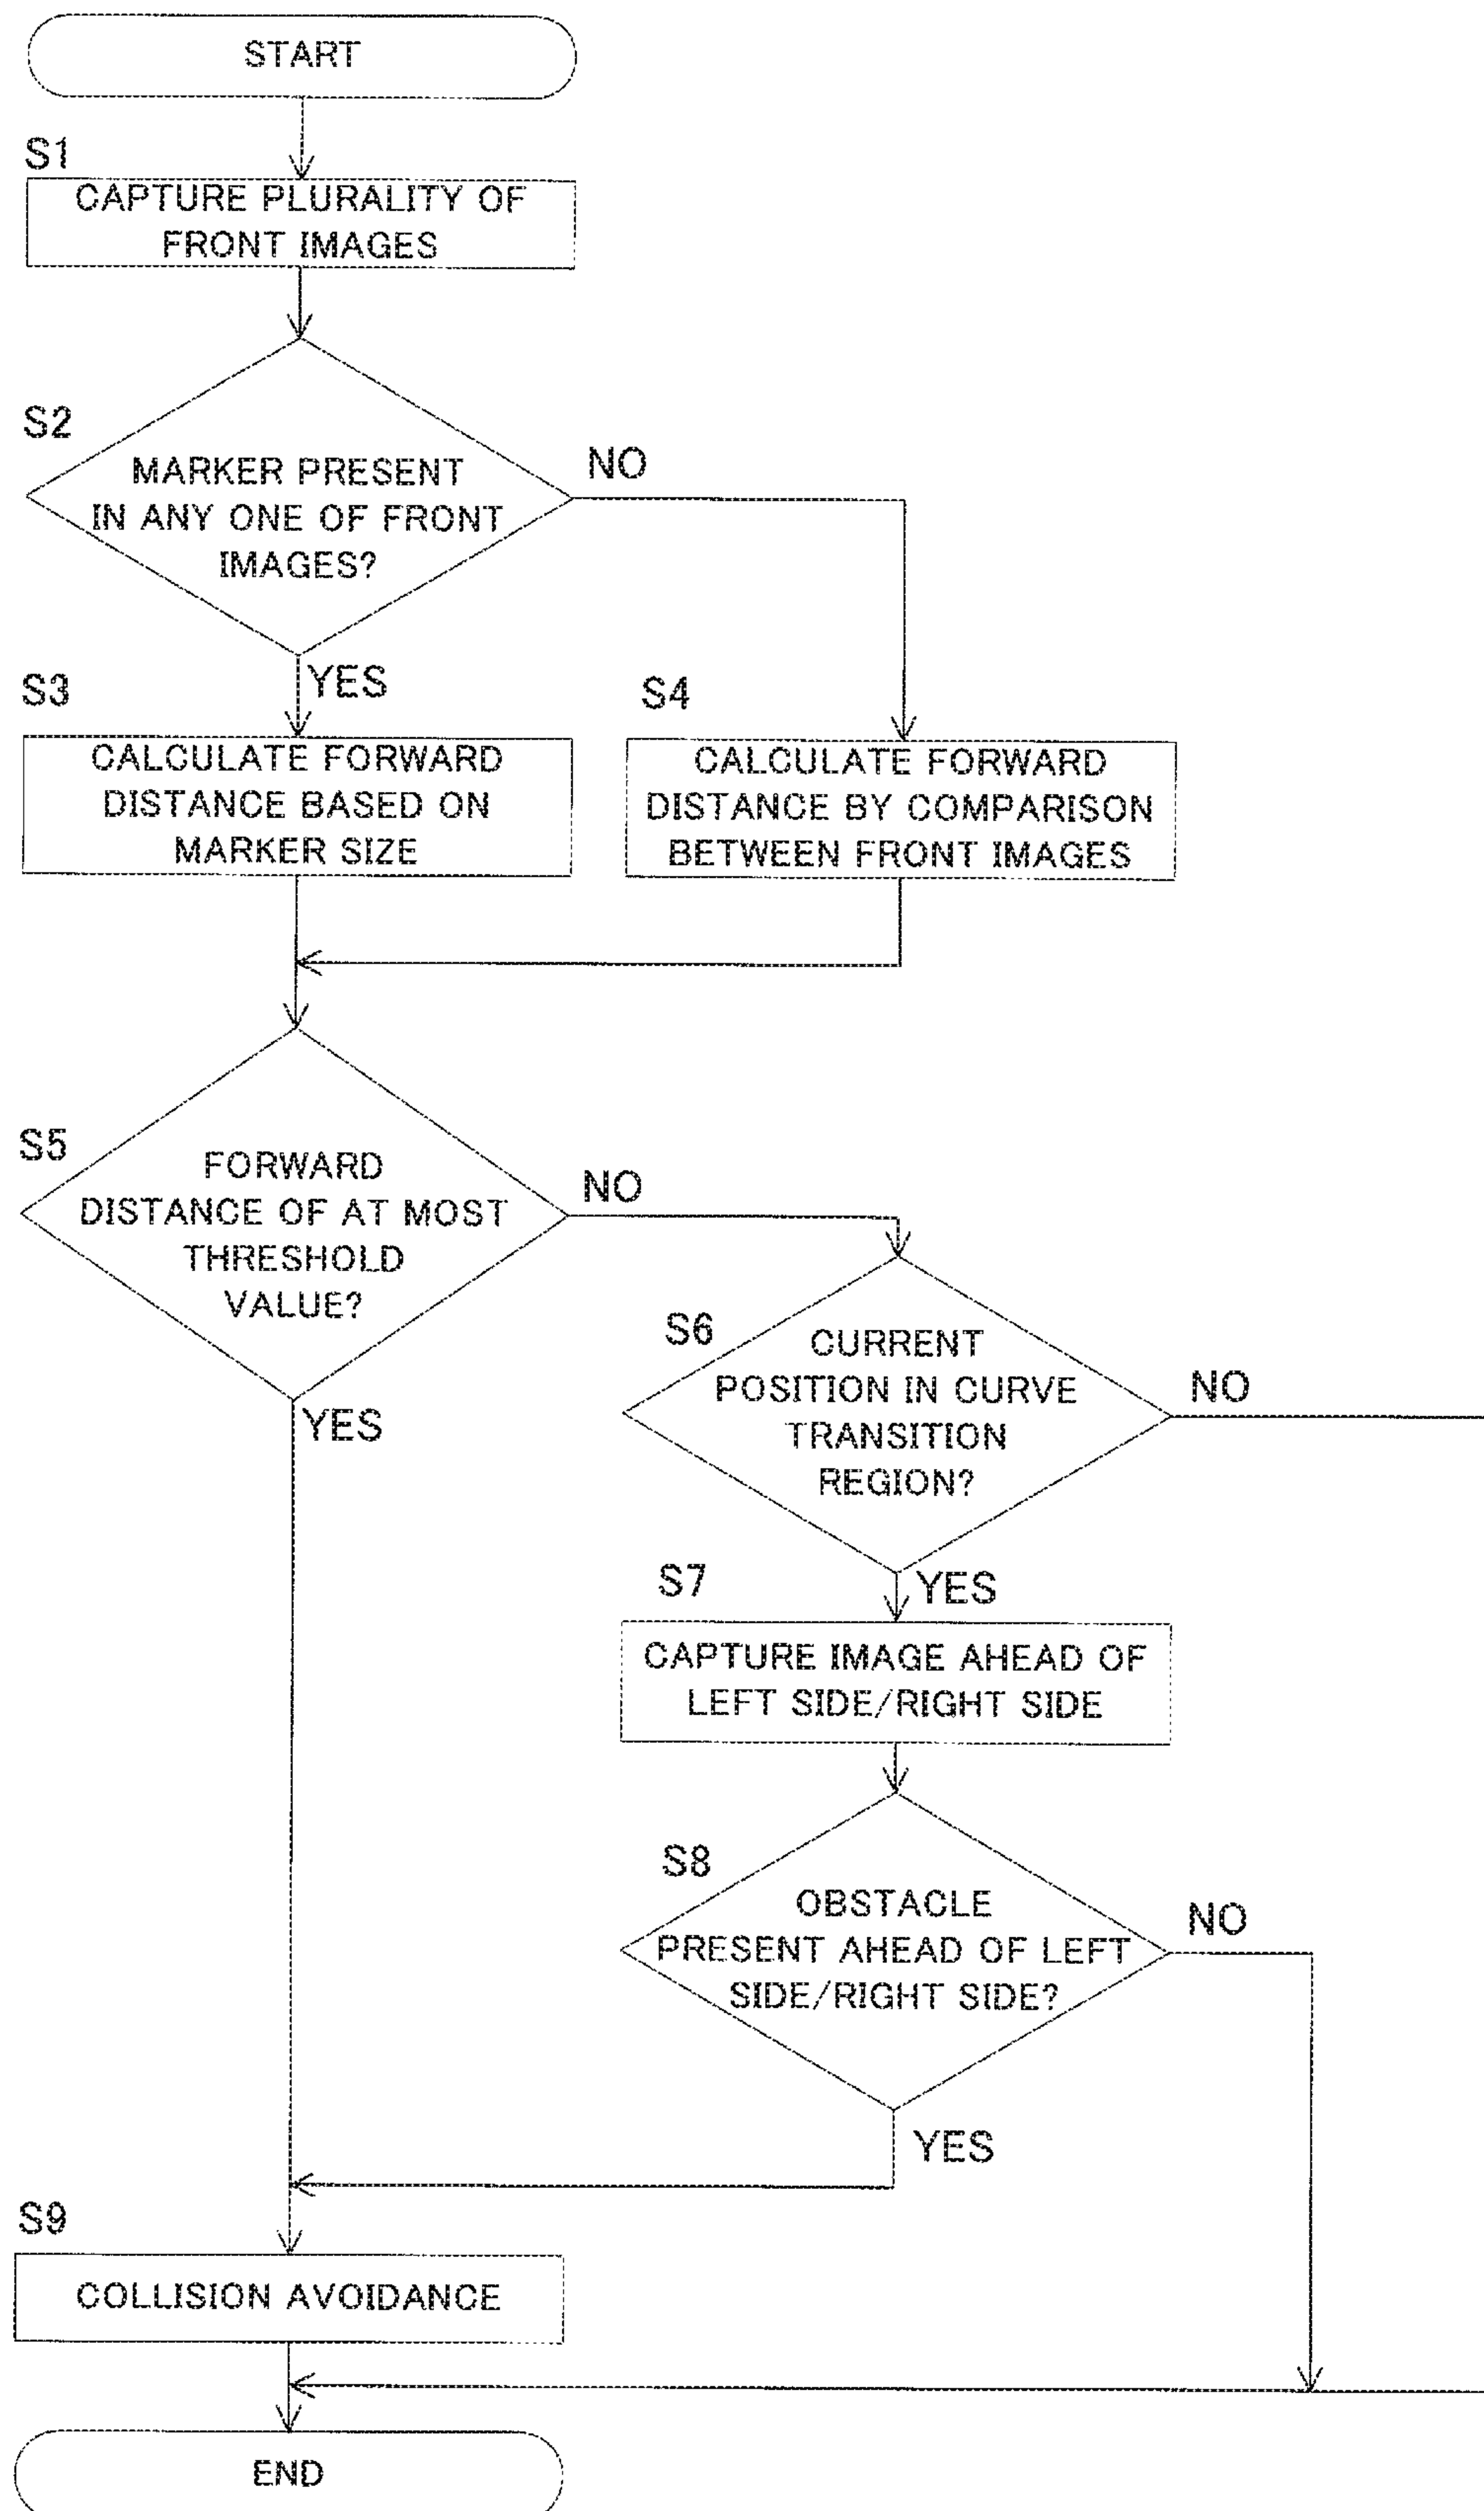 START
S1
CAPTURE PLURALITY OF
FRONT IMAGES
S2
MARKER PRESENT
IN ANY ONE OF FRONT
IMAGES?
NO
YES
S3
CALCULATE FORWARD
DISTANCE BASED ON
MARKER SIZE
S4
CALCULATE FORWARD
DISTANCE BY COMPARISON
BETWEEN FRONT IMAGES
S5
FORWARD
DISTANCE OF AT MOST
THRESHOLD
VALUE?
NO
YES
S6
CURRENT
POSITION IN CURVE
TRANSITION
REGION?
NO
YES
S7
CAPTURE IMAGE AHEAD OF
LEFT SIDE/RIGHT SIDE
S8
OBSTACLE
PRESENT AHEAD OF LEFT
SIDE/RIGHT SIDE?
NO
YES
S9
COLLISION AVOIDANCE
END